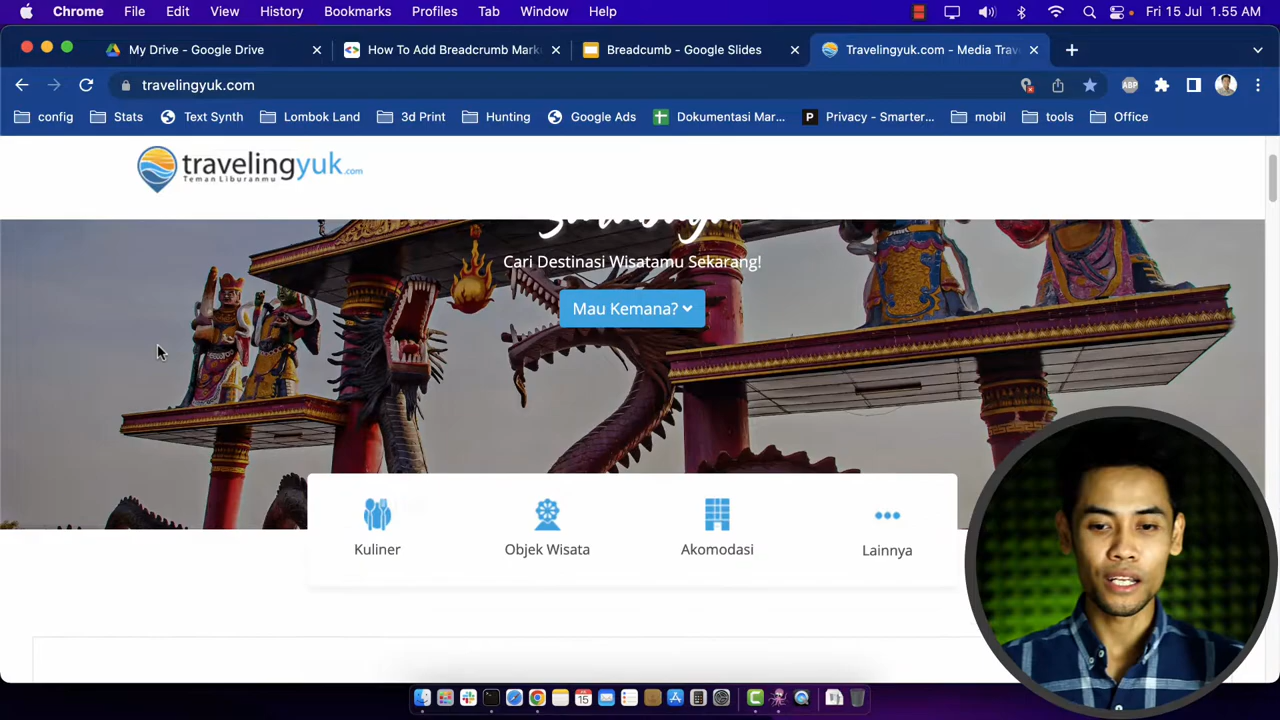 Chrome File Edit View History Bookmarks Profiles Tab Window Help Fri 15 Jul 1.55 AM
My Drive - Google Drive How To Add Breadcrumb Mark Breadcumb - Google Slides Travelingyuk.com - Media Trav
travelingyuk.com
config Stats Text Synth Lombok Land 3d Print Hunting Google Ads Dokumentasi Mar... Privacy - Smarter... mobil tools Office
travelingyuk.com
Teman Liburanmu
Cari Destinasi Wisatamu Sekarang!
Mau Kemana?
Kuliner Objek Wisata Akomodasi Lainnya